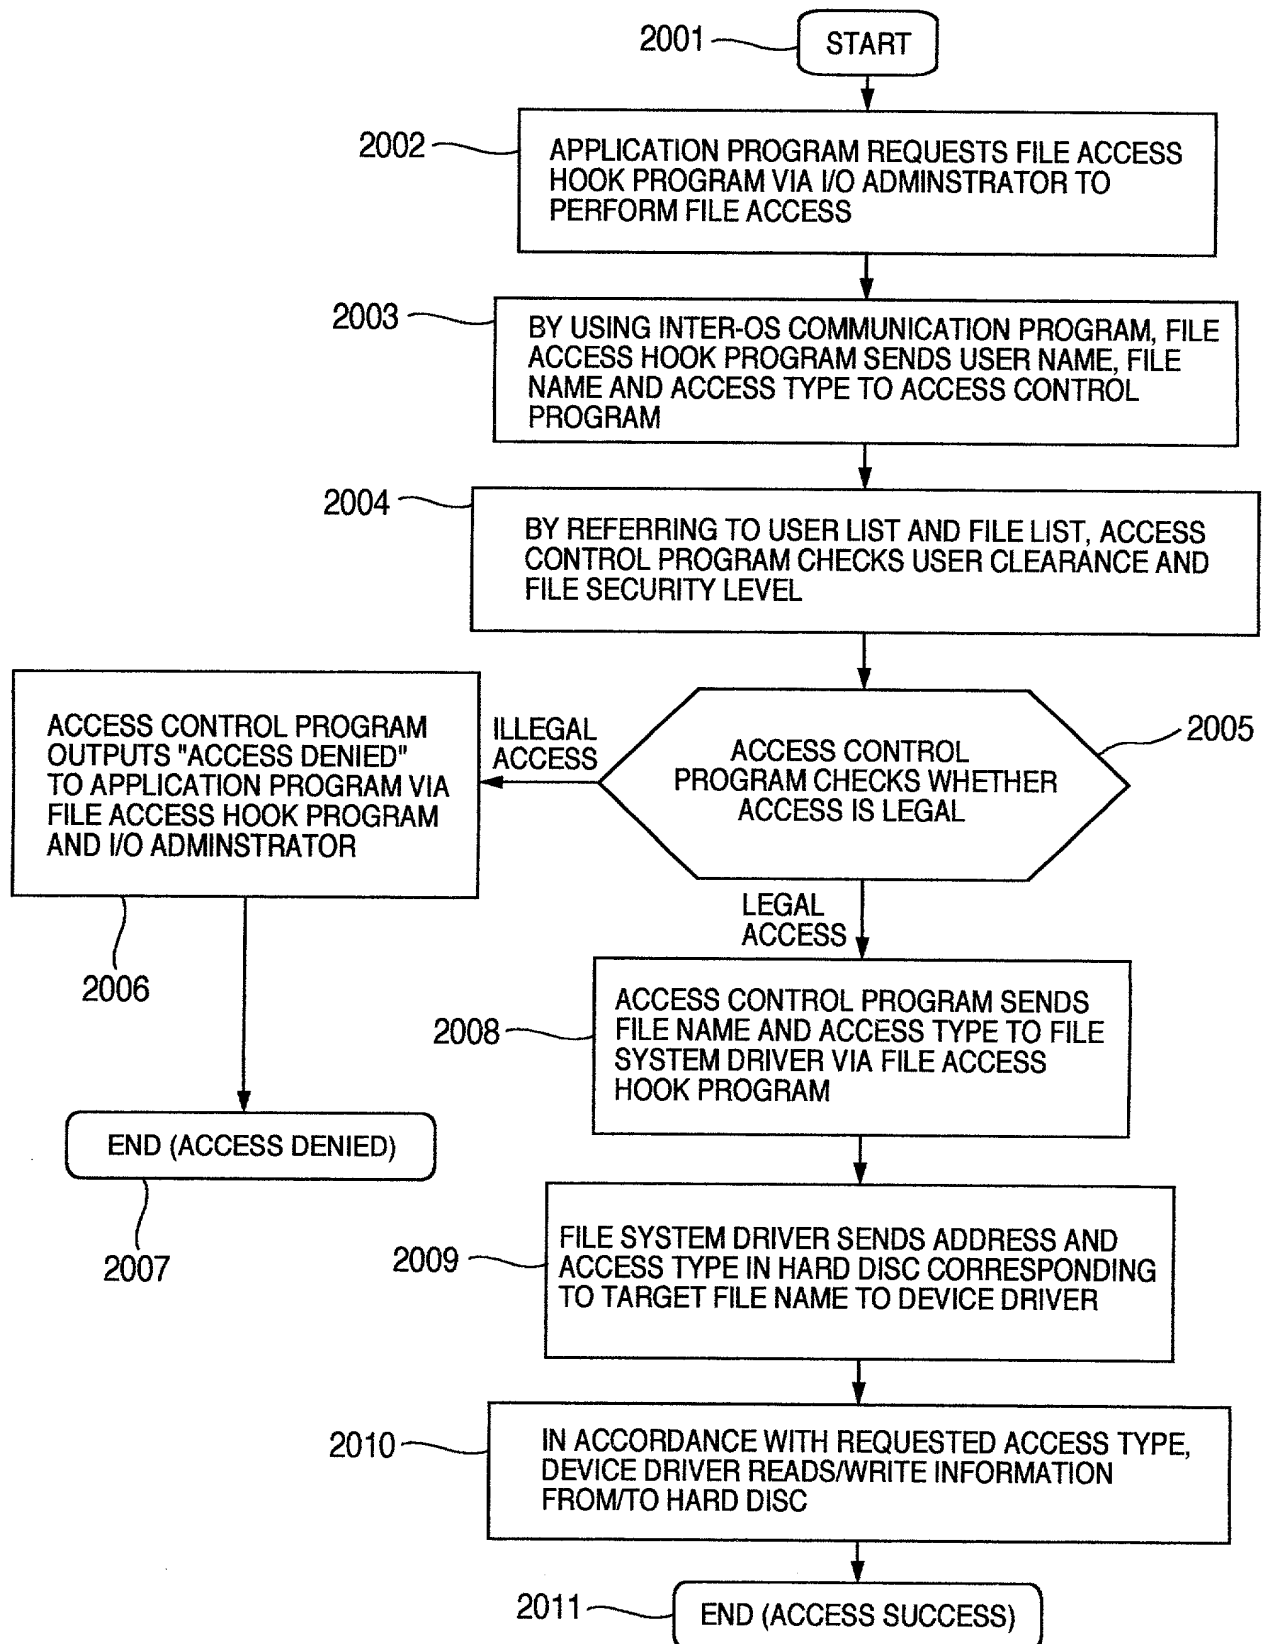 2001
START
2002
APPLICATION PROGRAM REQUESTS FILE ACCESS
HOOK PROGRAM VIA I/O ADMINSTRATOR TO
PERFORM FILE ACCESS
2003
BY USING INTER-OS COMMUNICATION PROGRAM, FILE
ACCESS HOOK PROGRAM SENDS USER NAME, FILE
NAME AND ACCESS TYPE TO ACCESS CONTROL
PROGRAM
2004
BY REFERRING TO USER LIST AND FILE LIST, ACCESS
CONTROL PROGRAM CHECKS USER CLEARANCE AND
FILE SECURITY LEVEL
2005
ACCESS CONTROL
PROGRAM CHECKS WHETHER
ACCESS IS LEGAL
ILLEGAL
ACCESS
ACCESS CONTROL PROGRAM
OUTPUTS "ACCESS DENIED"
TO APPLICATION PROGRAM VIA
FILE ACCESS HOOK PROGRAM
AND I/O ADMINSTRATOR
2006
END (ACCESS DENIED)
2007
LEGAL
ACCESS
2008
ACCESS CONTROL PROGRAM SENDS
FILE NAME AND ACCESS TYPE TO FILE
SYSTEM DRIVER VIA FILE ACCESS
HOOK PROGRAM
2009
FILE SYSTEM DRIVER SENDS ADDRESS AND
ACCESS TYPE IN HARD DISC CORRESPONDING
TO TARGET FILE NAME TO DEVICE DRIVER
2010
IN ACCORDANCE WITH REQUESTED ACCESS TYPE,
DEVICE DRIVER READS/WRITE INFORMATION
FROM/TO HARD DISC
2011
END (ACCESS SUCCESS)